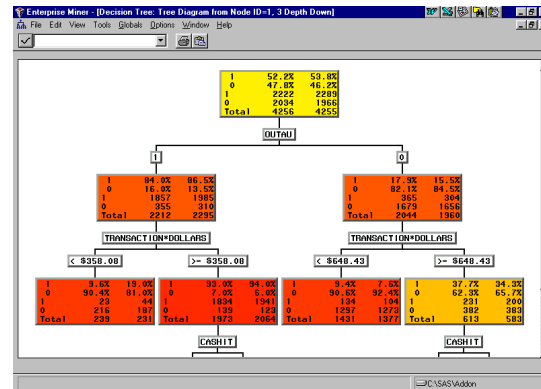 Enterprise Miner - [Decision Tree: Tree Diagram from Node ID=1, 3 Depth Down]
File Edit View Tools Globals Options Window Help
1 52.2% 53.8%
0 47.8% 46.2%
1 2222 2289
0 2034 1966
Total 4256 4255
OUTAU
1 0
1 84.0% 86.5%
0 16.0% 13.5%
1 1857 1985
0 355 310
Total 2212 2295
1 17.9% 15.5%
0 82.1% 84.5%
1 365 304
0 1679 1656
Total 2044 1960
TRANSACTION*DOLLARS TRANSACTION*DOLLARS
< $358.08 >= $358.08 < $648.43 >= $648.43
1 9.6% 19.0%
0 90.4% 81.0%
1 23 44
0 216 187
Total 239 231
1 93.0% 94.0%
0 7.0% 6.0%
1 1834 1941
0 139 123
Total 1973 2064
1 9.4% 7.6%
0 90.6% 92.4%
1 134 104
0 1297 1273
Total 1431 1377
1 37.7% 34.3%
0 62.3% 65.7%
1 231 200
0 382 383
Total 613 583
CASHIT CASHIT
C:\SAS\Addon